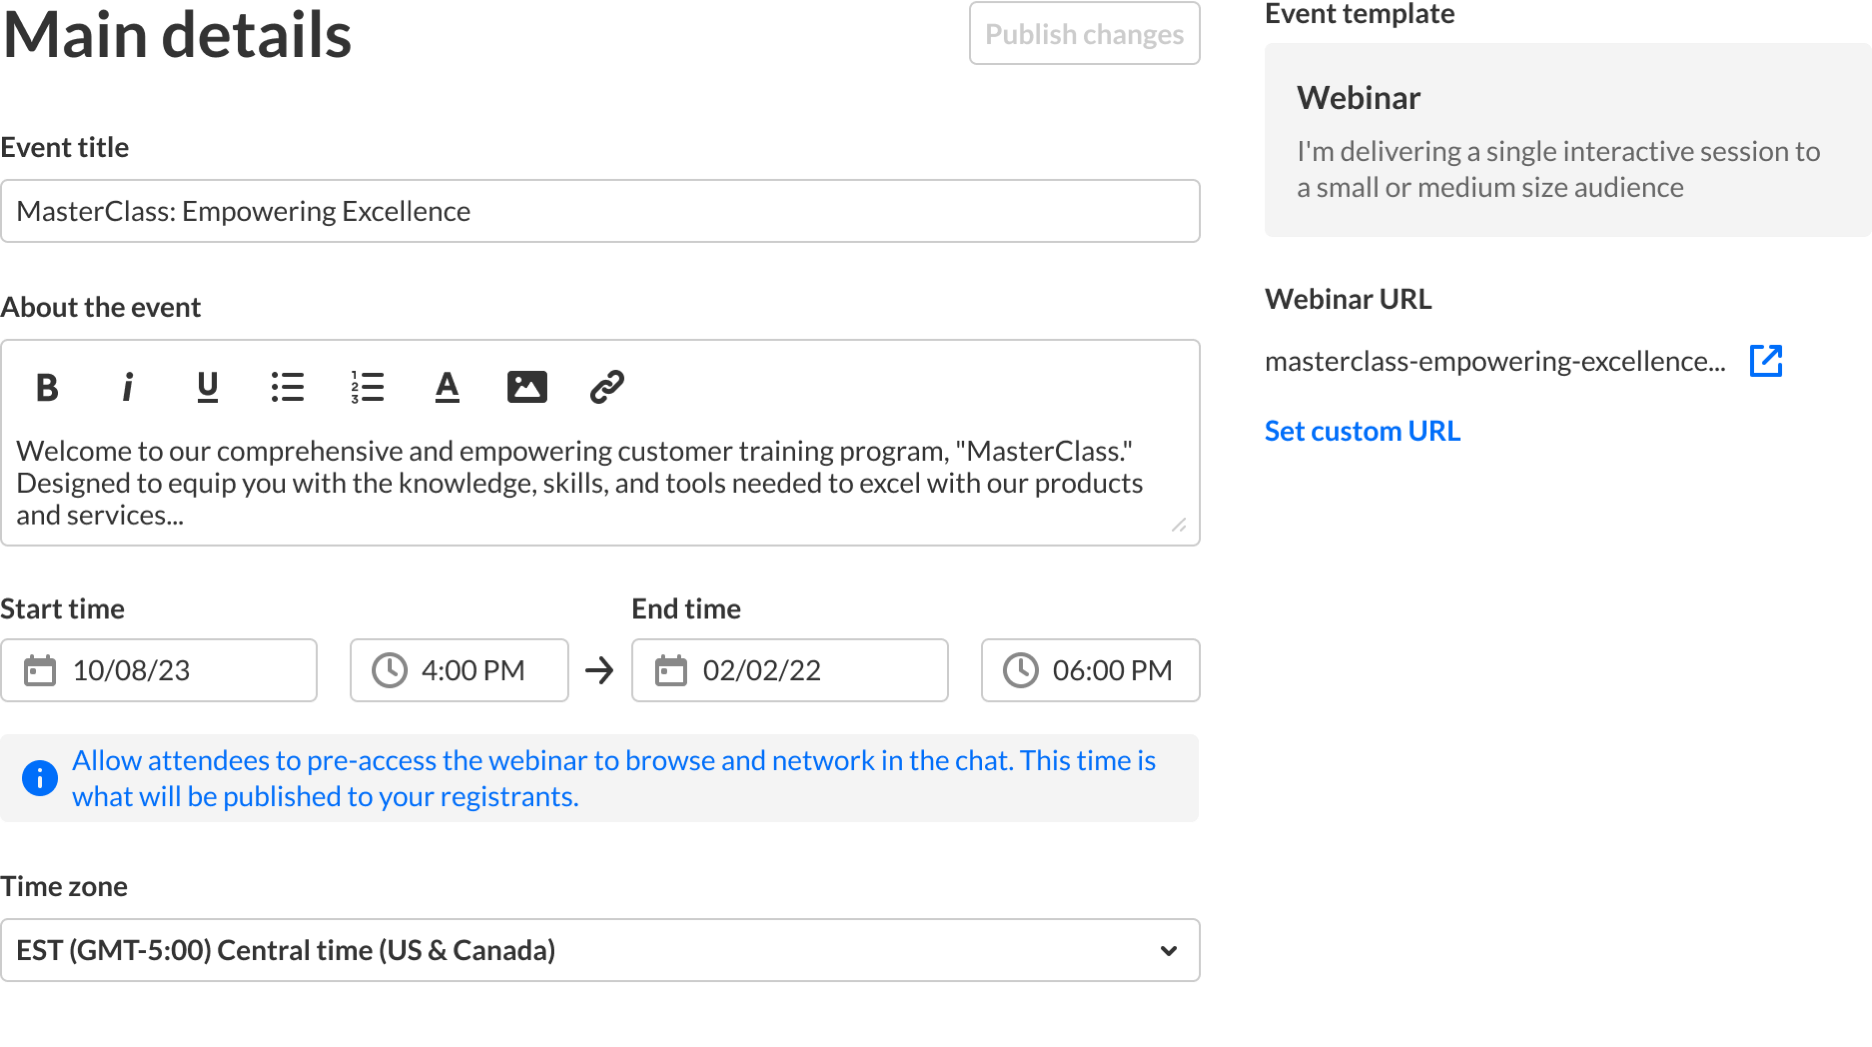 Main details
Publish changes
Event title
MasterClass: Empowering Excellence
About the event
B i U 1 2 3 A
Welcome to our comprehensive and empowering customer training program, "MasterClass."
Designed to equip you with the knowledge, skills, and tools needed to excel with our products
and services...
Start time
End time
10/08/23
4:00 PM
02/02/22
06:00 PM
Allow attendees to pre-access the webinar to browse and network in the chat. This time is
what will be published to your registrants.
Time zone
EST (GMT-5:00) Central time (US & Canada)
Event template
Webinar
I'm delivering a single interactive session to
a small or medium size audience
Webinar URL
masterclass-empowering-excellence...
Set custom URL